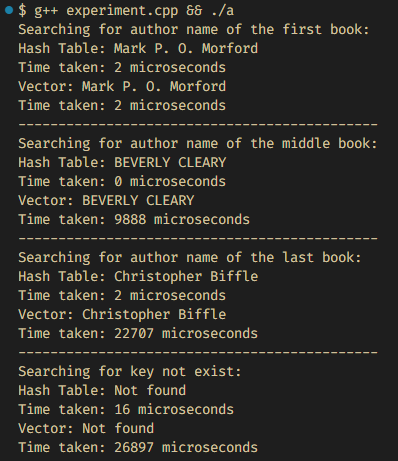 $ g++ experiment.cpp && ./a
Searching for author name of the first book:
Hash Table: Mark P. O. Morford
Time taken: 2 microseconds
Vector: Mark P. O. Morford
Time taken: 2 microseconds
---------------------------------------------
Searching for author name of the middle book:
Hash Table: BEVERLY CLEARY
Time taken: 0 microseconds
Vector: BEVERLY CLEARY
Time taken: 9888 microseconds
---------------------------------------------
Searching for author name of the last book:
Hash Table: Christopher Biffle
Time taken: 2 microseconds
Vector: Christopher Biffle
Time taken: 22707 microseconds
---------------------------------------------
Searching for key not exist:
Hash Table: Not found
Time taken: 16 microseconds
Vector: Not found
Time taken: 26897 microseconds